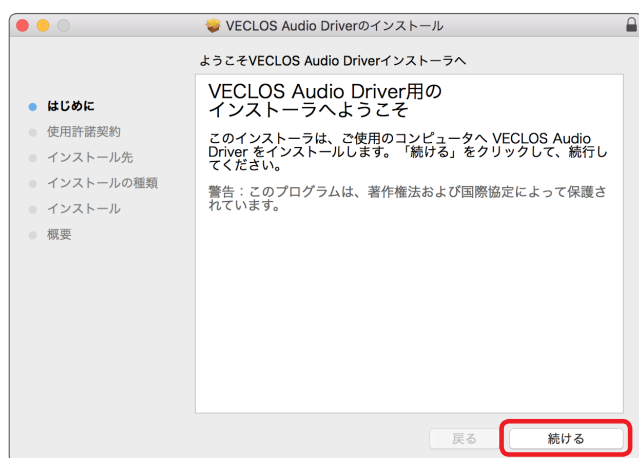 VECLOS Audio Driverのインストール
ようこそVECLOS Audio Driverインストーラへ
はじめに
使用許諾契約
インストール先
インストールの種類
インストール
概要
VECLOS Audio Driver用の
インストーラへようこそ
このインストーラは、ご使用のコンピュータへ VECLOS Audio
Driver をインストールします。「続ける」をクリックして、続行し
てください。
警告：このプログラムは、著作権法および国際協定によって保護さ
れています。
戻る
続ける